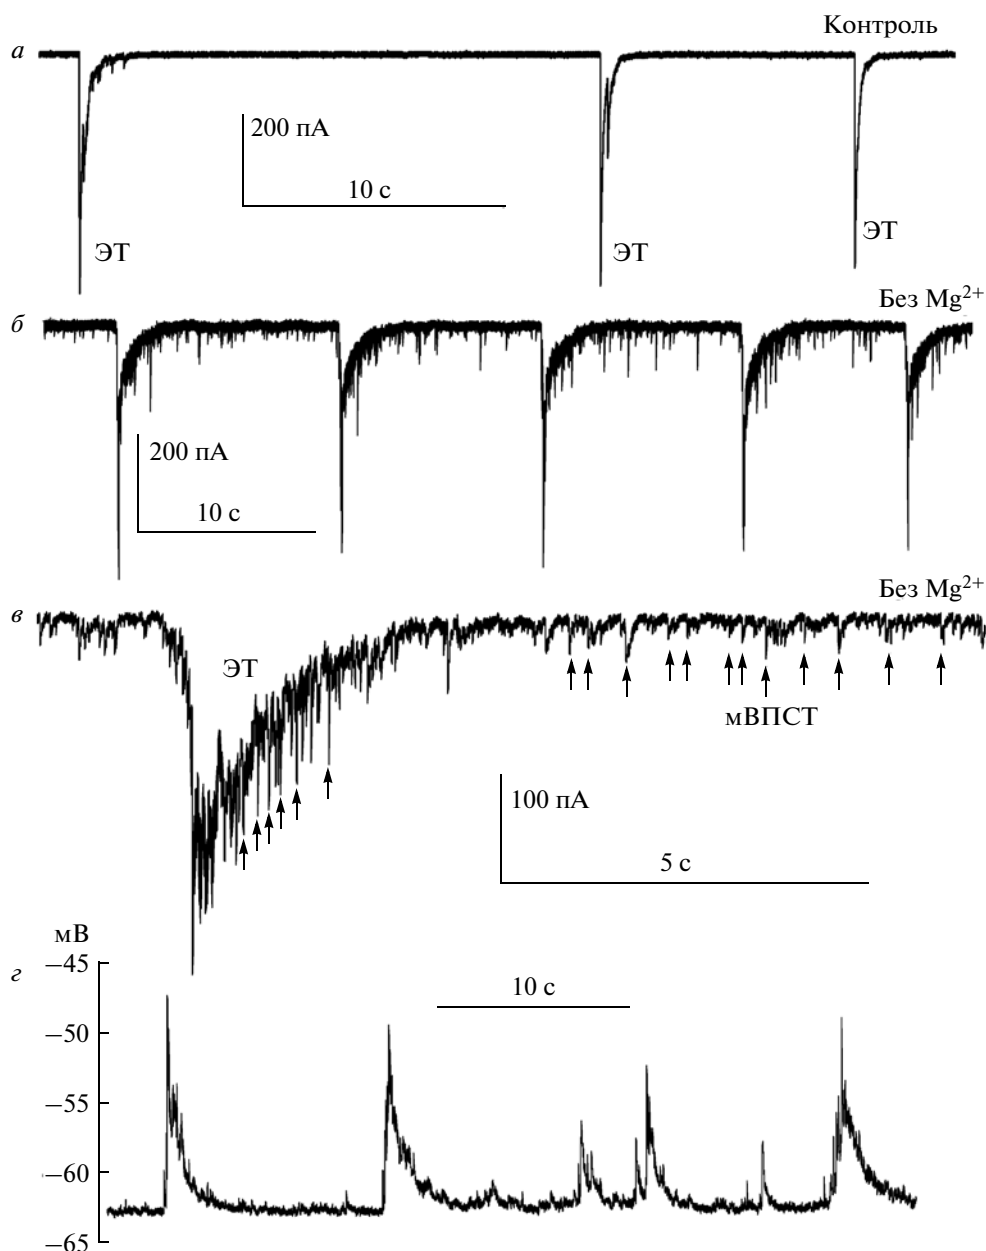 Контроль
а
200 пА
10 с
ЭТ
ЭТ
ЭТ
Без Mg²⁺
б
200 пА
10 с
Без Mg²⁺
в
ЭТ
мВПСТ
100 пА
5 с
мВ
г
−45
10 с
−50
−55
−60
−65